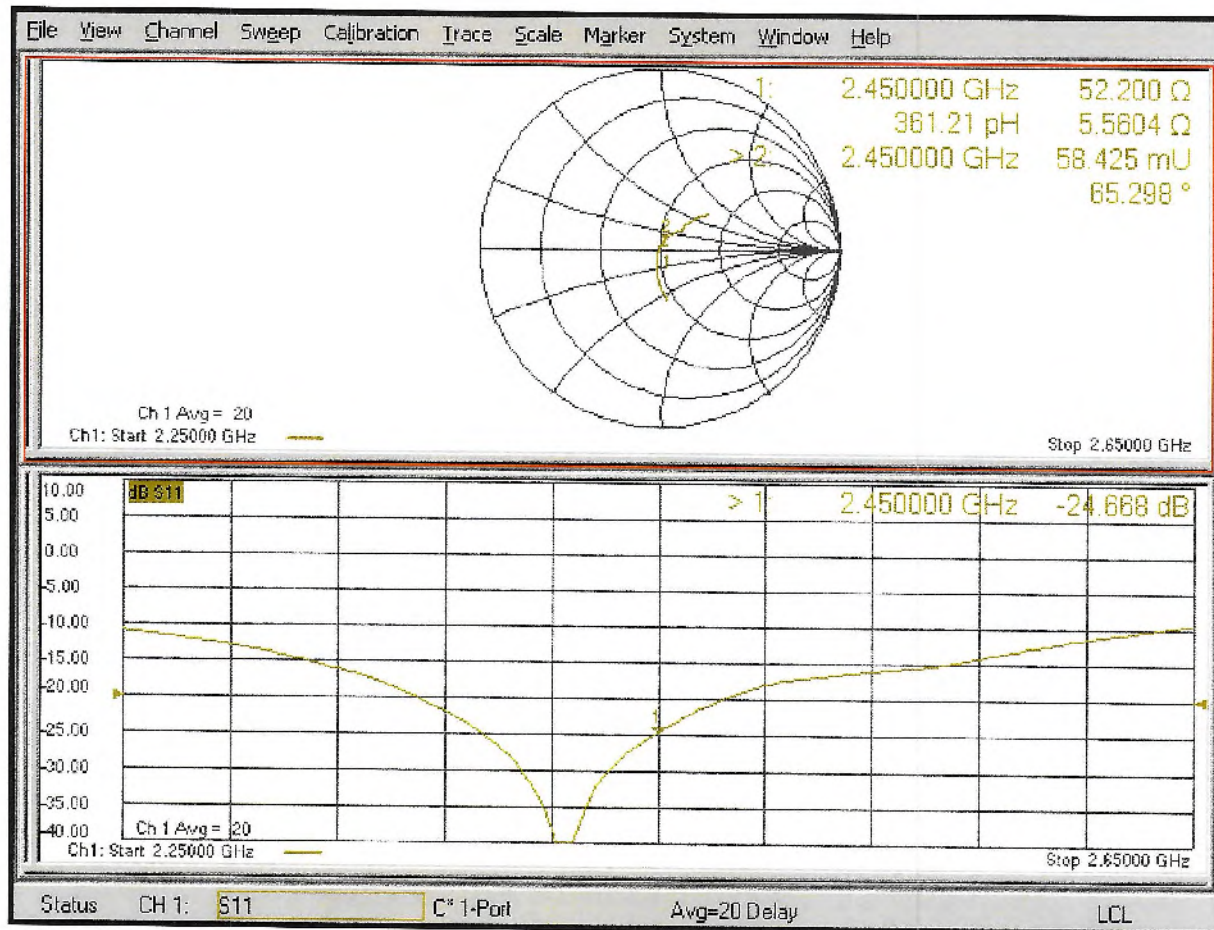 File View Channel Sweep Calibration Trace Scale Marker System Window Help
1: 2.450000 GHz 52.200 Ω
361.21 pH 5.5604 Ω
> 2: 2.450000 GHz 58.425 mU
65.298 °
2
1
Ch 1 Avg = 20
Ch1: Start 2.25000 GHz
Stop 2.65000 GHz
10.00
dB S11
> 1: 2.450000 GHz -24.668 dB
5.00
0.00
-5.00
-10.00
-15.00
-20.00
1
-25.00
-30.00
-35.00
-40.00
Ch 1 Avg = 20
Ch1: Start 2.25000 GHz
Stop 2.65000 GHz
Status CH 1: S11 C* 1-Port Avg=20 Delay LCL